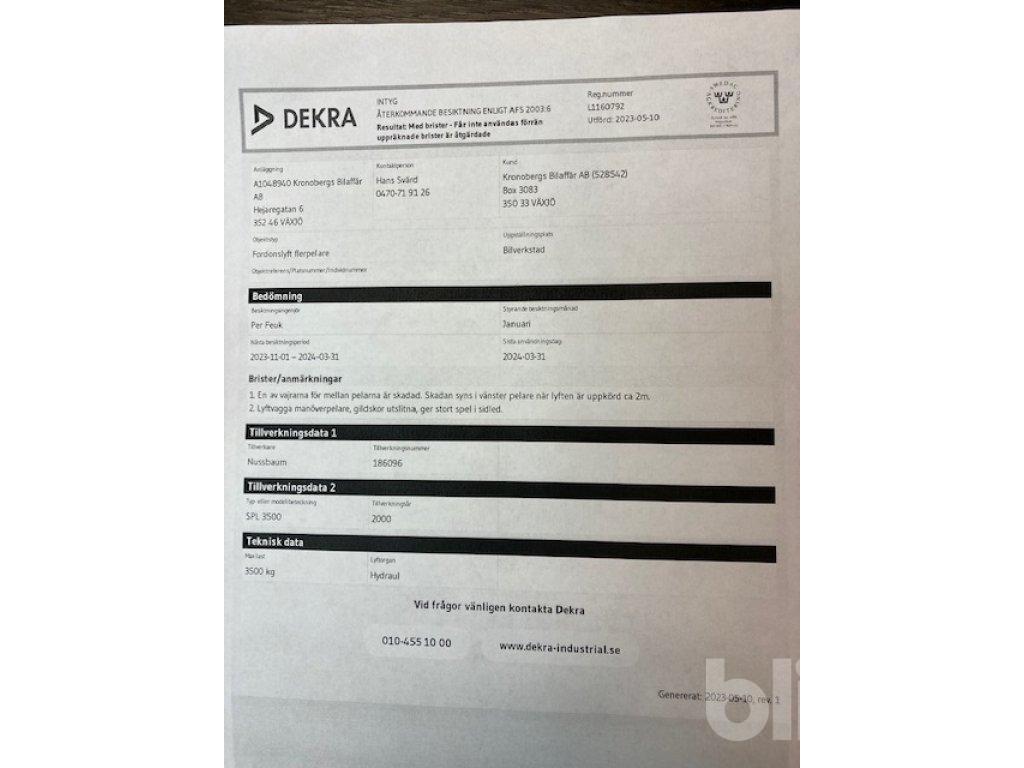 DEKRA
INTYG
ÅTERKOMMANDE BESIKTNING ENLIGT AFS 2003:6
Resultat: Med brister - Får inte användas förrän
uppräknade brister är åtgärdade
Reg.nummer
L1160792
Utförd: 2023-05-10
SWEDAC
ACKREDITERING
Anläggning
A1048940 Kronobergs Bilaffär
AB
Hejaregatan 6
352 46 VÄXJÖ
Kontaktperson
Hans Svärd
0470-71 91 26
Kund
Kronobergs Bilaffär AB (528542)
Box 3083
350 33 VÄXJÖ
Objektstyp
Fordonslyft flerpelare
Uppställningsplats
Bilverkstad
Objektreferens/Platsnummer/Individnummer
Bedömning
Besiktningsingenjör
Per Feuk
Styrande besiktningsmånad
Januari
Nästa besiktningsperiod
2023-11-01 – 2024-03-31
Sista användningsdag
2024-03-31
Brister/anmärkningar
1. En av vajrarna för mellan pelarna är skadad. Skadan syns i vänster pelare när lyften är uppkörd ca 2m.
2. Lyftvagga manöverpelare, glidskor utslitna, ger stort spel i sidled.
Tillverkningsdata 1
Tillverkare
Nussbaum
Tillverkningsnummer
186096
Tillverkningsdata 2
Typ- eller modellbeteckning
SPL 3500
Tillverkningsår
2000
Teknisk data
Max last
3500 kg
Lyftorgan
Hydraul
Vid frågor vänligen kontakta Dekra
010-455 10 00
www.dekra-industrial.se
Genererat: 2023-05-10, rev. 1
bli